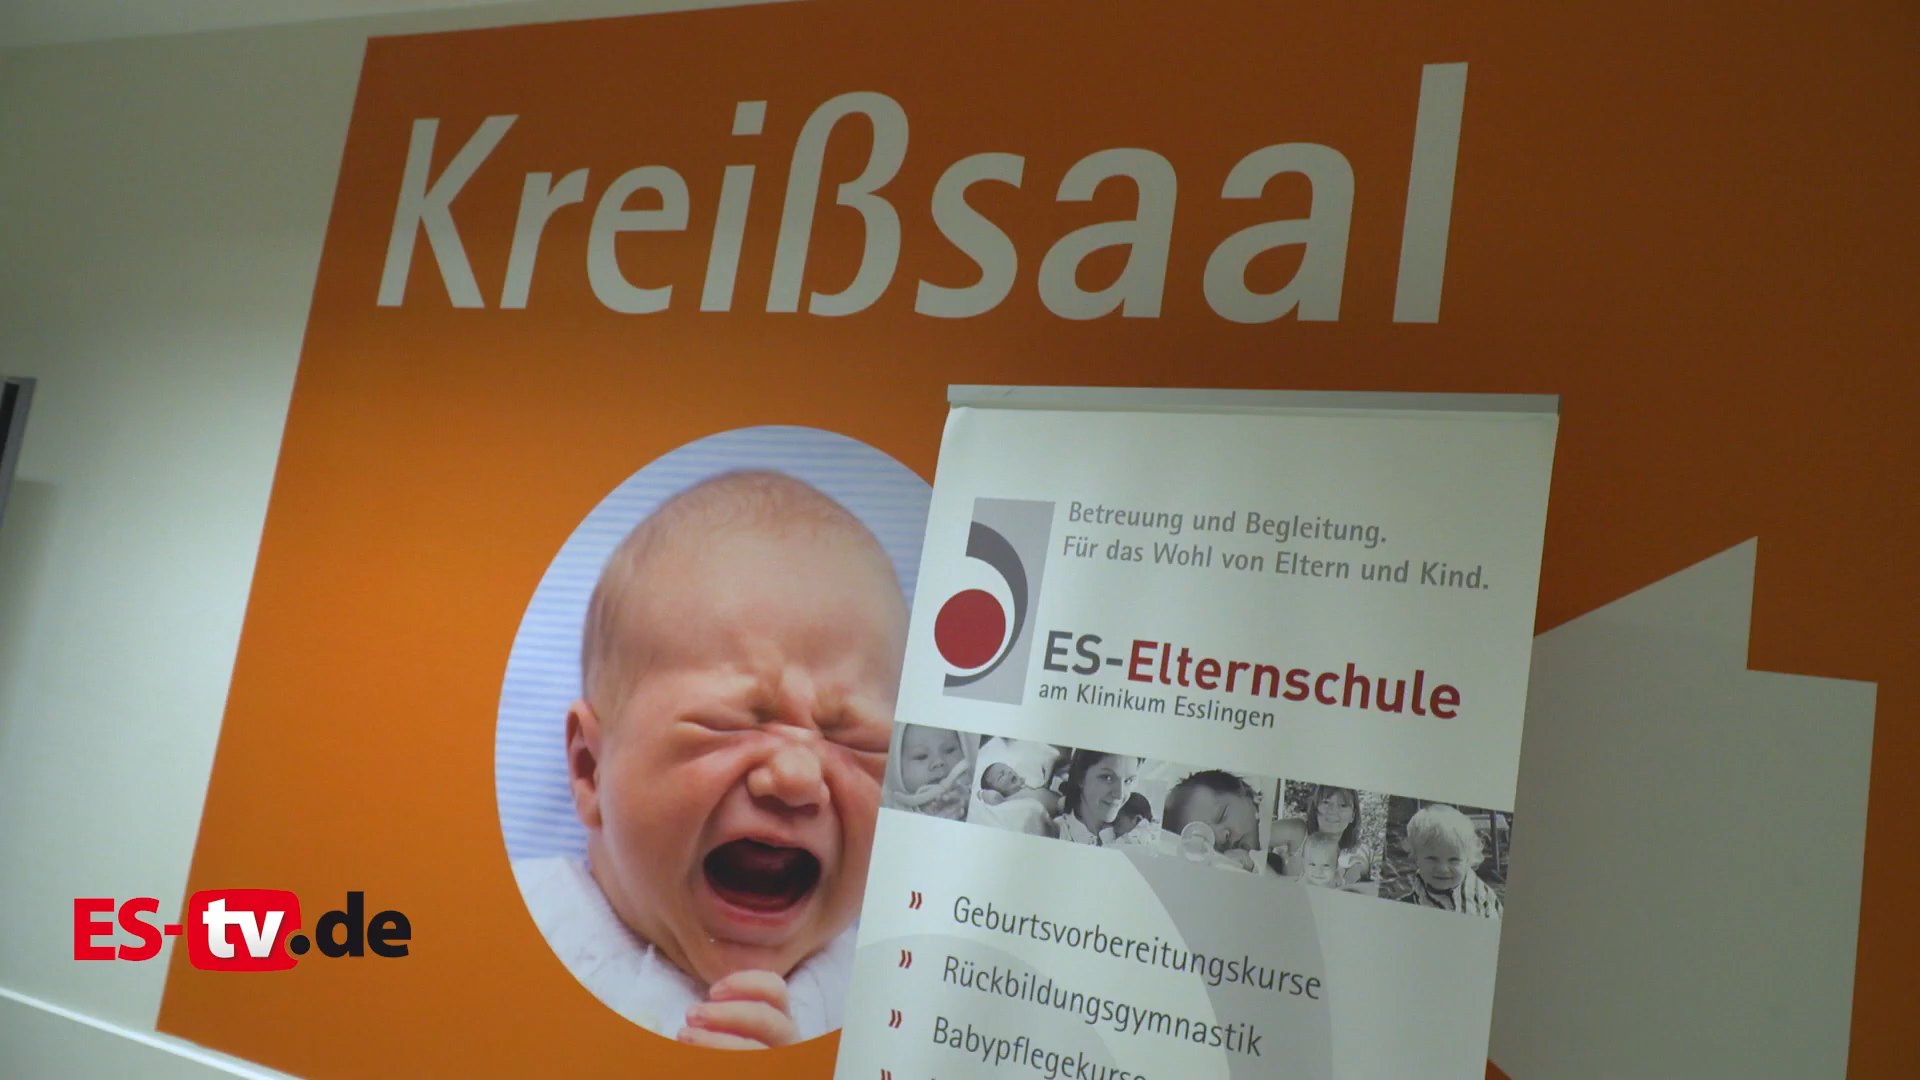 Kreißsaal
Betreuung und Begleitung.
Für das Wohl von Eltern und Kind.
ES-Elternschule
am Klinikum Esslingen
» Geburtsvorbereitungskurse
» Rückbildungsgymnastik
» Babypflegekurse
ES-tv.de